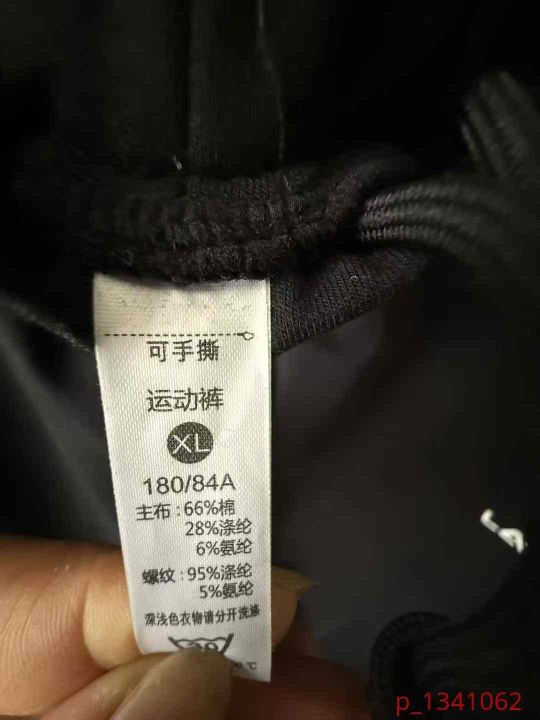 可手撕
运动裤
XL
180/84A
主布:66%棉
28%涤纶
6%氨纶
螺纹:95%涤纶
5%氨纶
深浅色衣物请分开洗涤
p_1341062